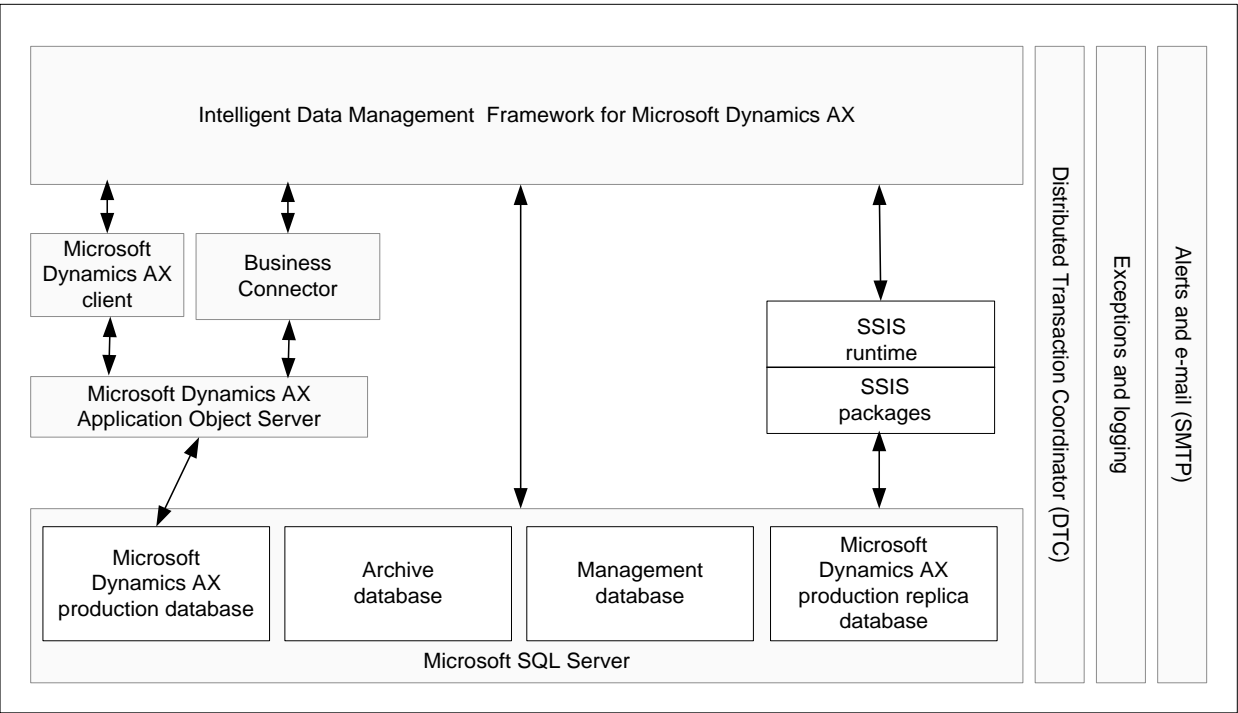 Intelligent Data Management  Framework for Microsoft Dynamics AX
Microsoft
Dynamics AX
client
Business
Connector
SSIS
runtime
SSIS
packages
Microsoft Dynamics AX
Application Object Server
Microsoft
Dynamics AX
production database
Archive
database
Management
database
Microsoft
Dynamics AX
production replica
database
Microsoft SQL Server
Distributed Transaction Coordinator (DTC)
Exceptions and logging
Alerts and e-mail (SMTP)